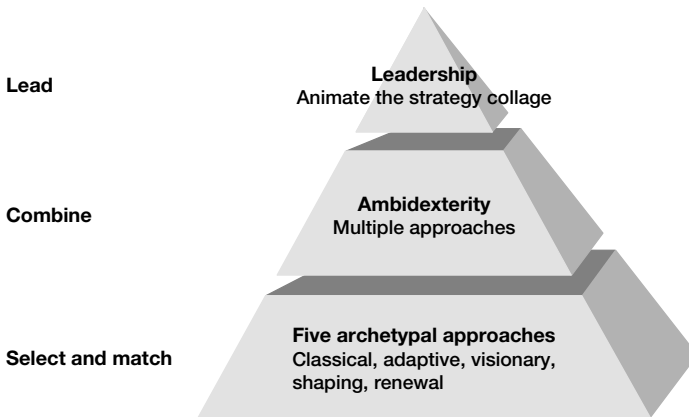 Lead
Leadership
Animate the strategy collage
Combine
Ambidexterity
Multiple approaches
Select and match
Five archetypal approaches
Classical, adaptive, visionary,
shaping, renewal